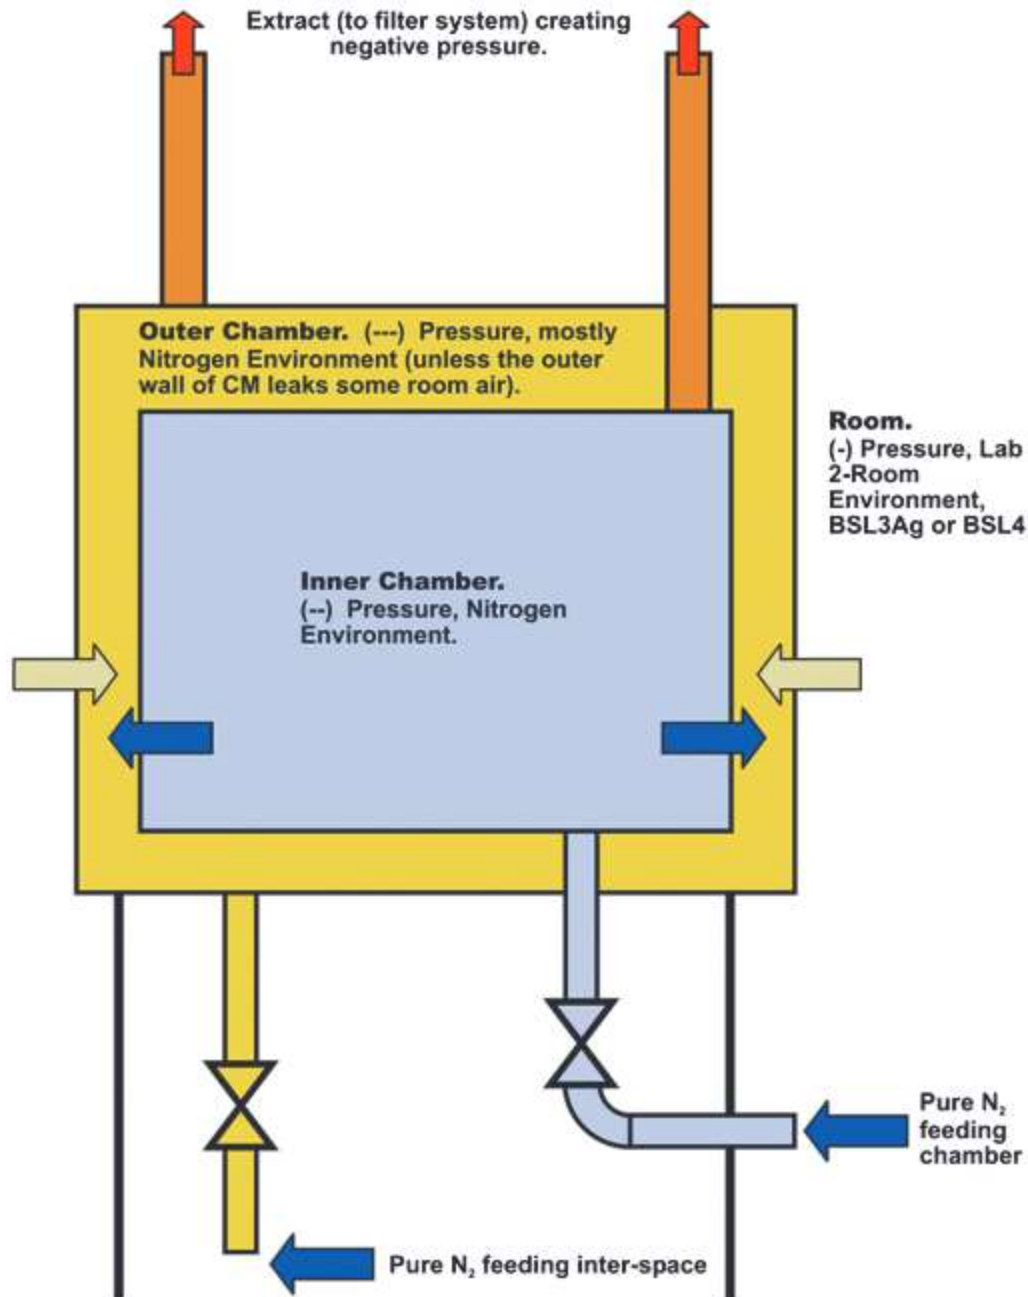 Extract (to filter system) creating
negative pressure.
Outer Chamber. (---) Pressure, mostly
Nitrogen Environment (unless the outer
wall of CM leaks some room air).
Room.
(-) Pressure, Lab
2-Room
Environment,
BSL3Ag or BSL4
Inner Chamber.
(--) Pressure, Nitrogen
Environment.
Pure N₂
feeding
chamber
Pure N₂ feeding inter-space